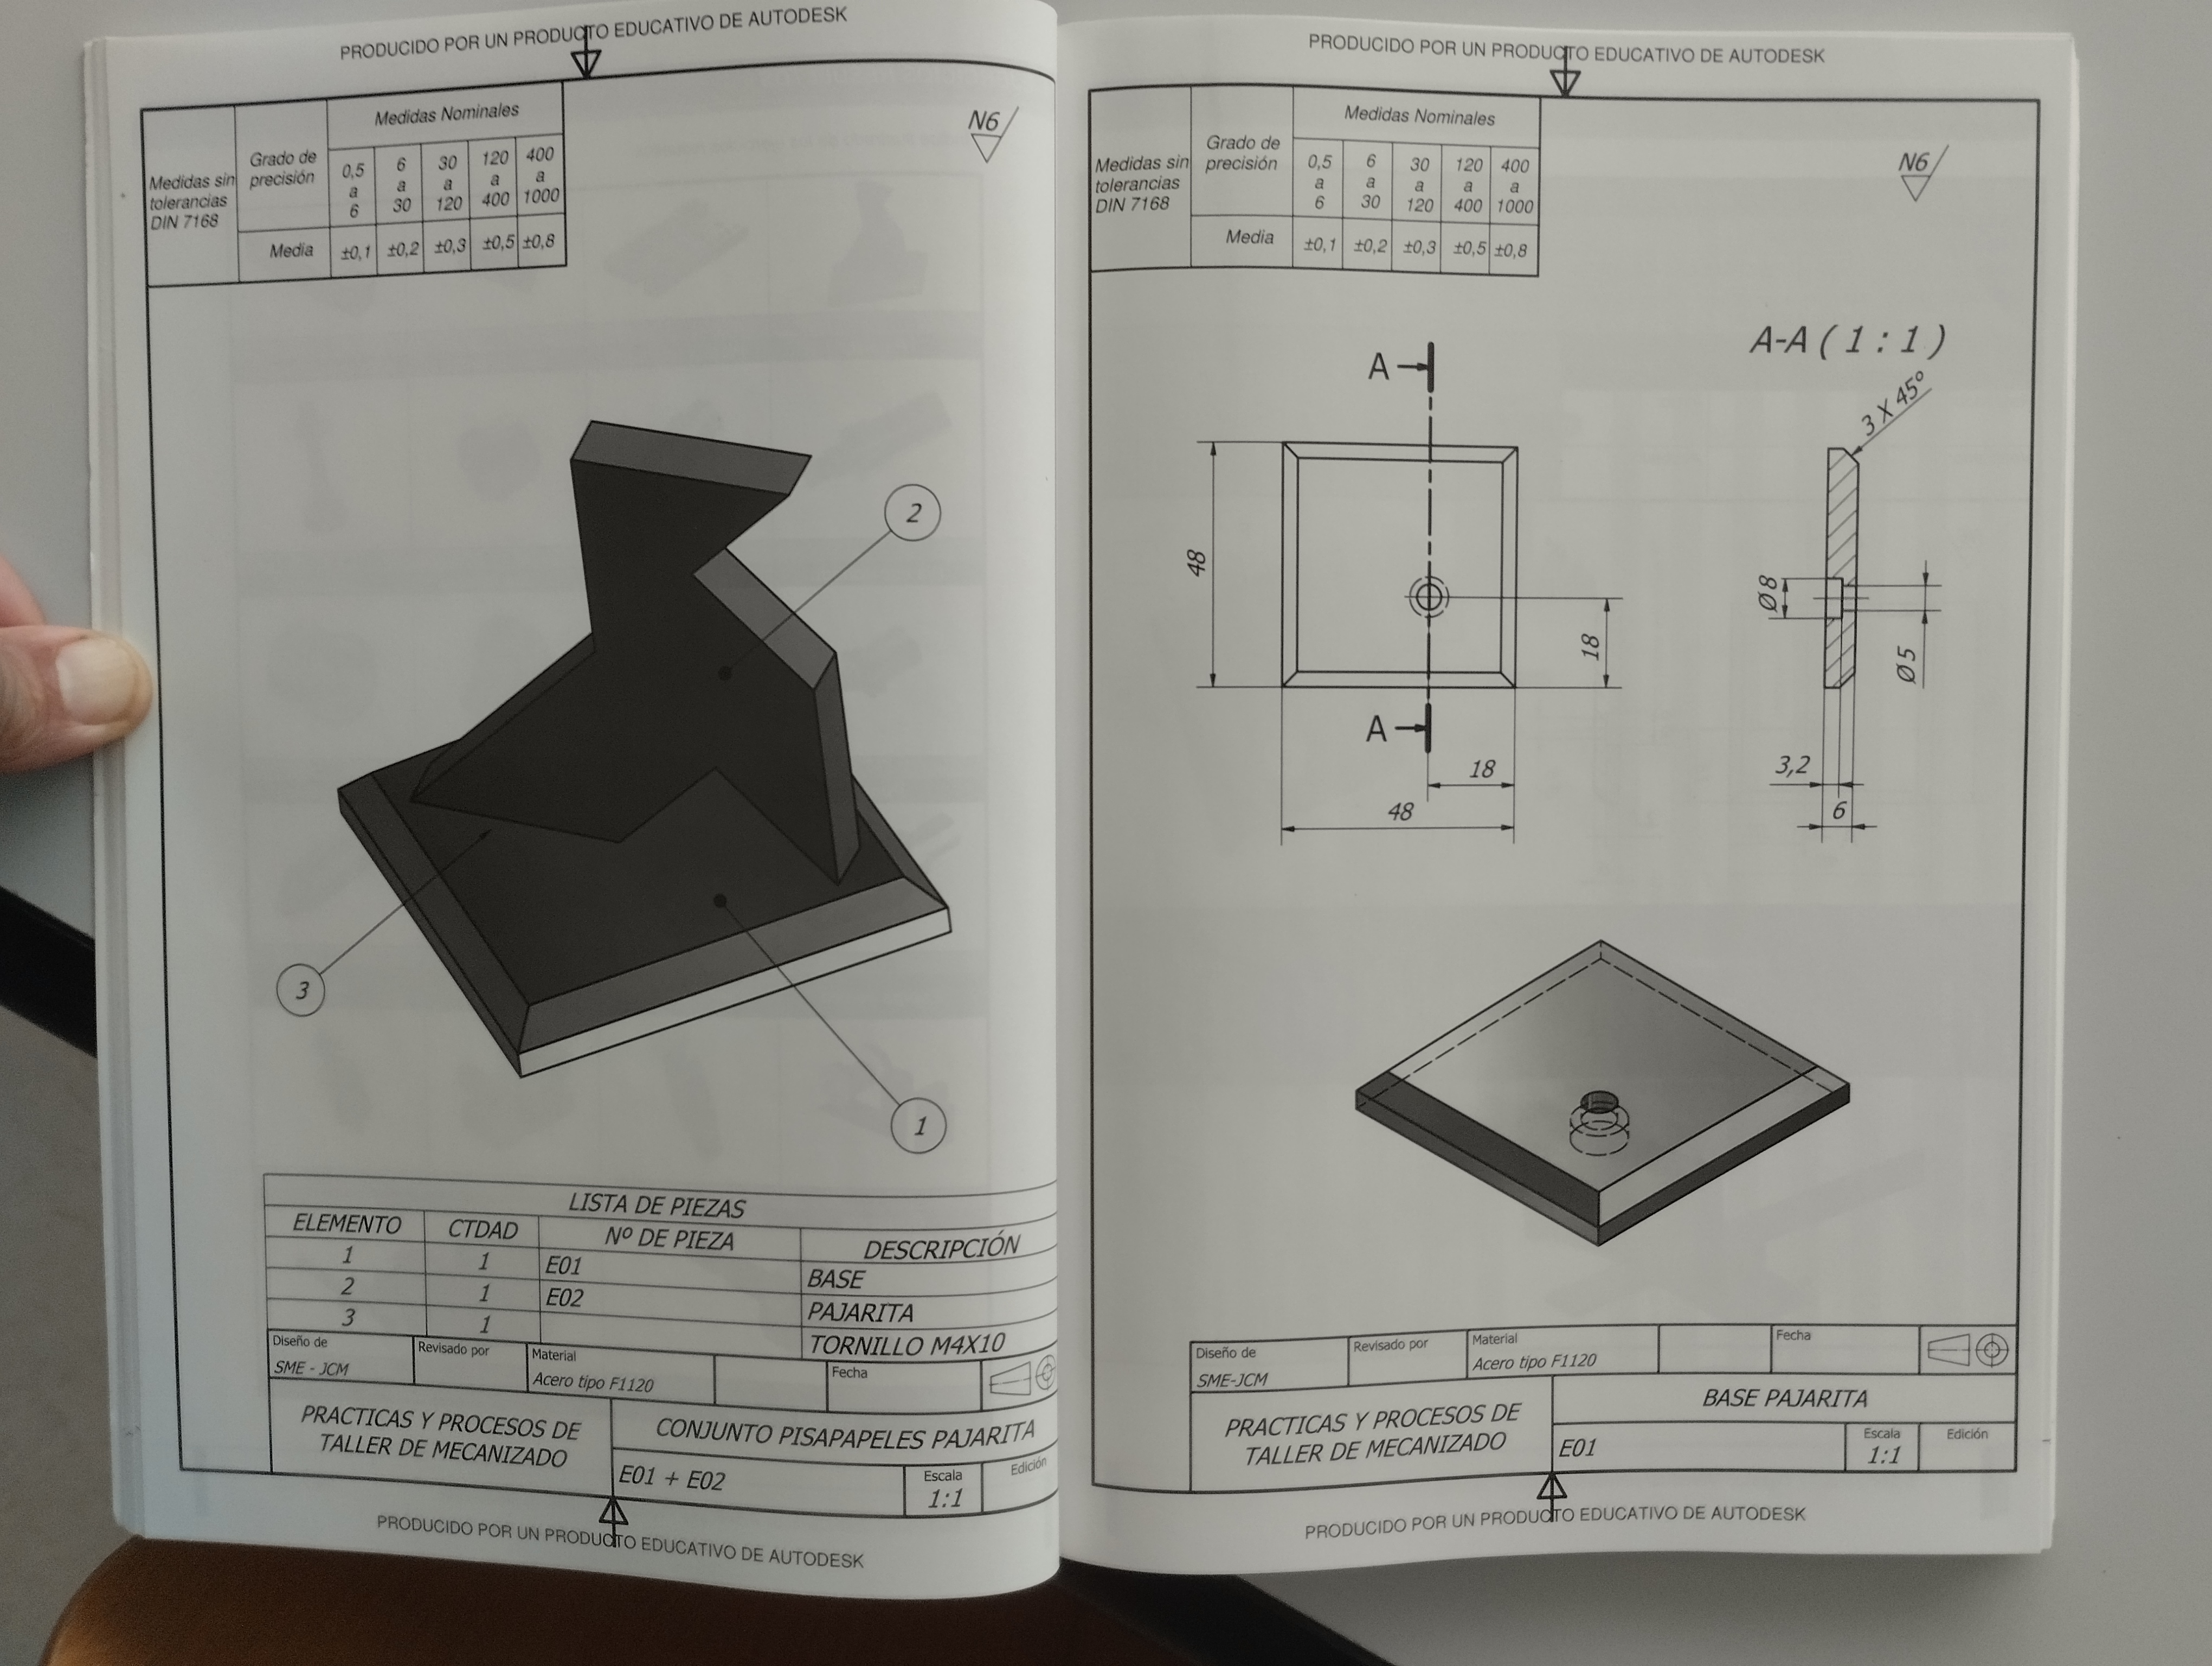 PRODUCIDO POR UN PRODUCTO EDUCATIVO DE AUTODESK
Medidas sin
tolerancias
DIN 7168
Grado de
precisión
Medidas Nominales
0,5 a 6
6 a 30
30 a 120
120 a 400
400 a 1000
Media
±0,1 ±0,2 ±0,3 ±0,5 ±0,8
N6
2
3
1
LISTA DE PIEZAS
ELEMENTO CTDAD Nº DE PIEZA DESCRIPCIÓN
1 1 E01 BASE
2 1 E02 PAJARITA
3 1 TORNILLO M4X10
Diseño de
SME - JCM
Revisado por
Material
Acero tipo F1120
Fecha
PRACTICAS Y PROCESOS DE
TALLER DE MECANIZADO
CONJUNTO PISAPAPELES PAJARITA
E01 + E02
Escala
1:1
Edición
PRODUCIDO POR UN PRODUCTO EDUCATIVO DE AUTODESK
PRODUCIDO POR UN PRODUCTO EDUCATIVO DE AUTODESK
Medidas sin
tolerancias
DIN 7168
Grado de
precisión
Medidas Nominales
0,5 a 6
6 a 30
30 a 120
120 a 400
400 a 1000
Media
±0,1 ±0,2 ±0,3 ±0,5 ±0,8
N6
A-A ( 1 : 1 )
A
3 X 45º
48
Ø8
18
Ø5
A
18
3,2
48
6
Diseño de
SME-JCM
Revisado por
Material
Acero tipo F1120
Fecha
PRACTICAS Y PROCESOS DE
TALLER DE MECANIZADO
BASE PAJARITA
E01
Escala
1:1
Edición
PRODUCIDO POR UN PRODUCTO EDUCATIVO DE AUTODESK